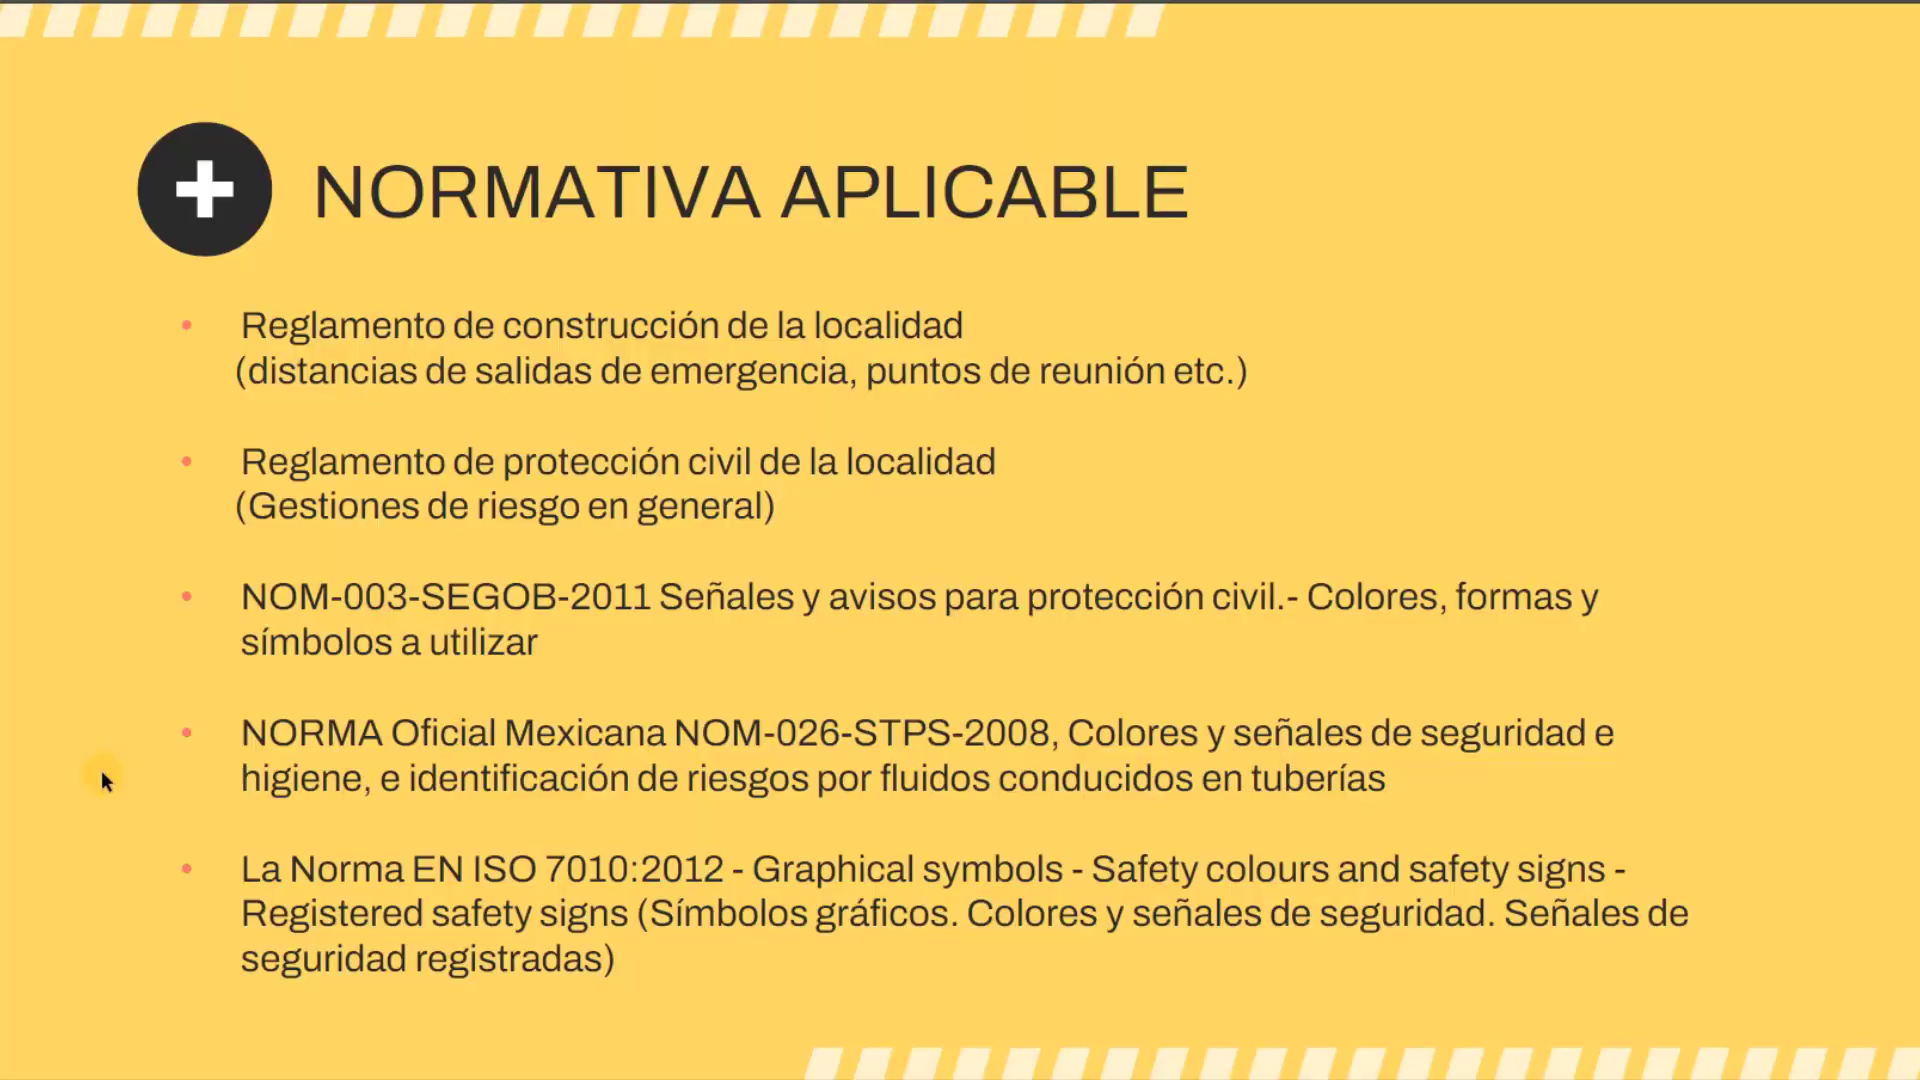 NORMATIVA APLICABLE
• Reglamento de construcción de la localidad
(distancias de salidas de emergencia, puntos de reunión etc.)
• Reglamento de protección civil de la localidad
(Gestiones de riesgo en general)
• NOM-003-SEGOB-2011 Señales y avisos para protección civil.- Colores, formas y
símbolos a utilizar
• NORMA Oficial Mexicana NOM-026-STPS-2008, Colores y señales de seguridad e
higiene, e identificación de riesgos por fluidos conducidos en tuberías
• La Norma EN ISO 7010:2012 - Graphical symbols - Safety colours and safety signs -
Registered safety signs (Símbolos gráficos. Colores y señales de seguridad. Señales de
seguridad registradas)